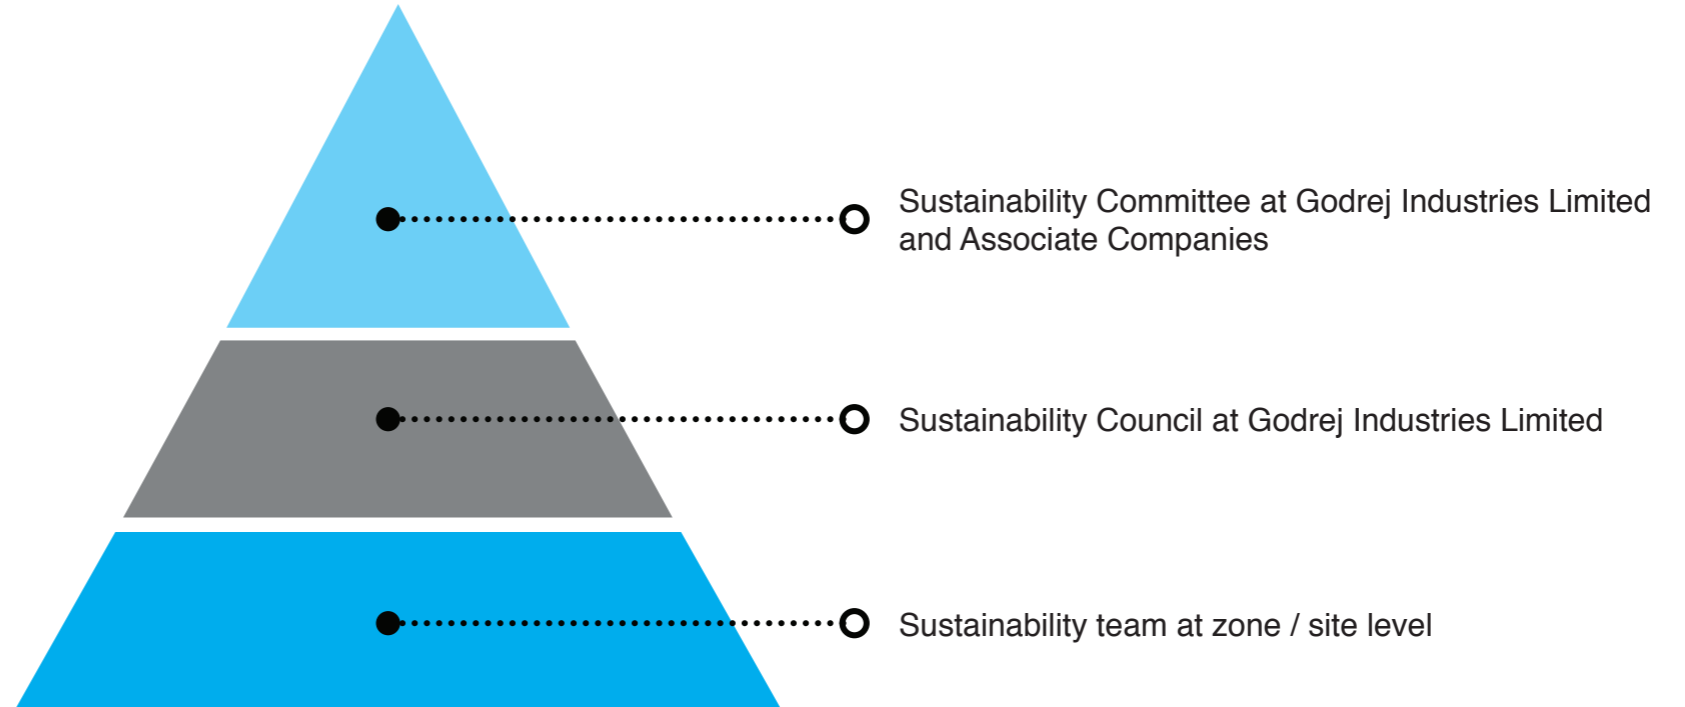 Sustainability Committee at Godrej Industries Limited
and Associate Companies
Sustainability Council at Godrej Industries Limited
Sustainability team at zone / site level